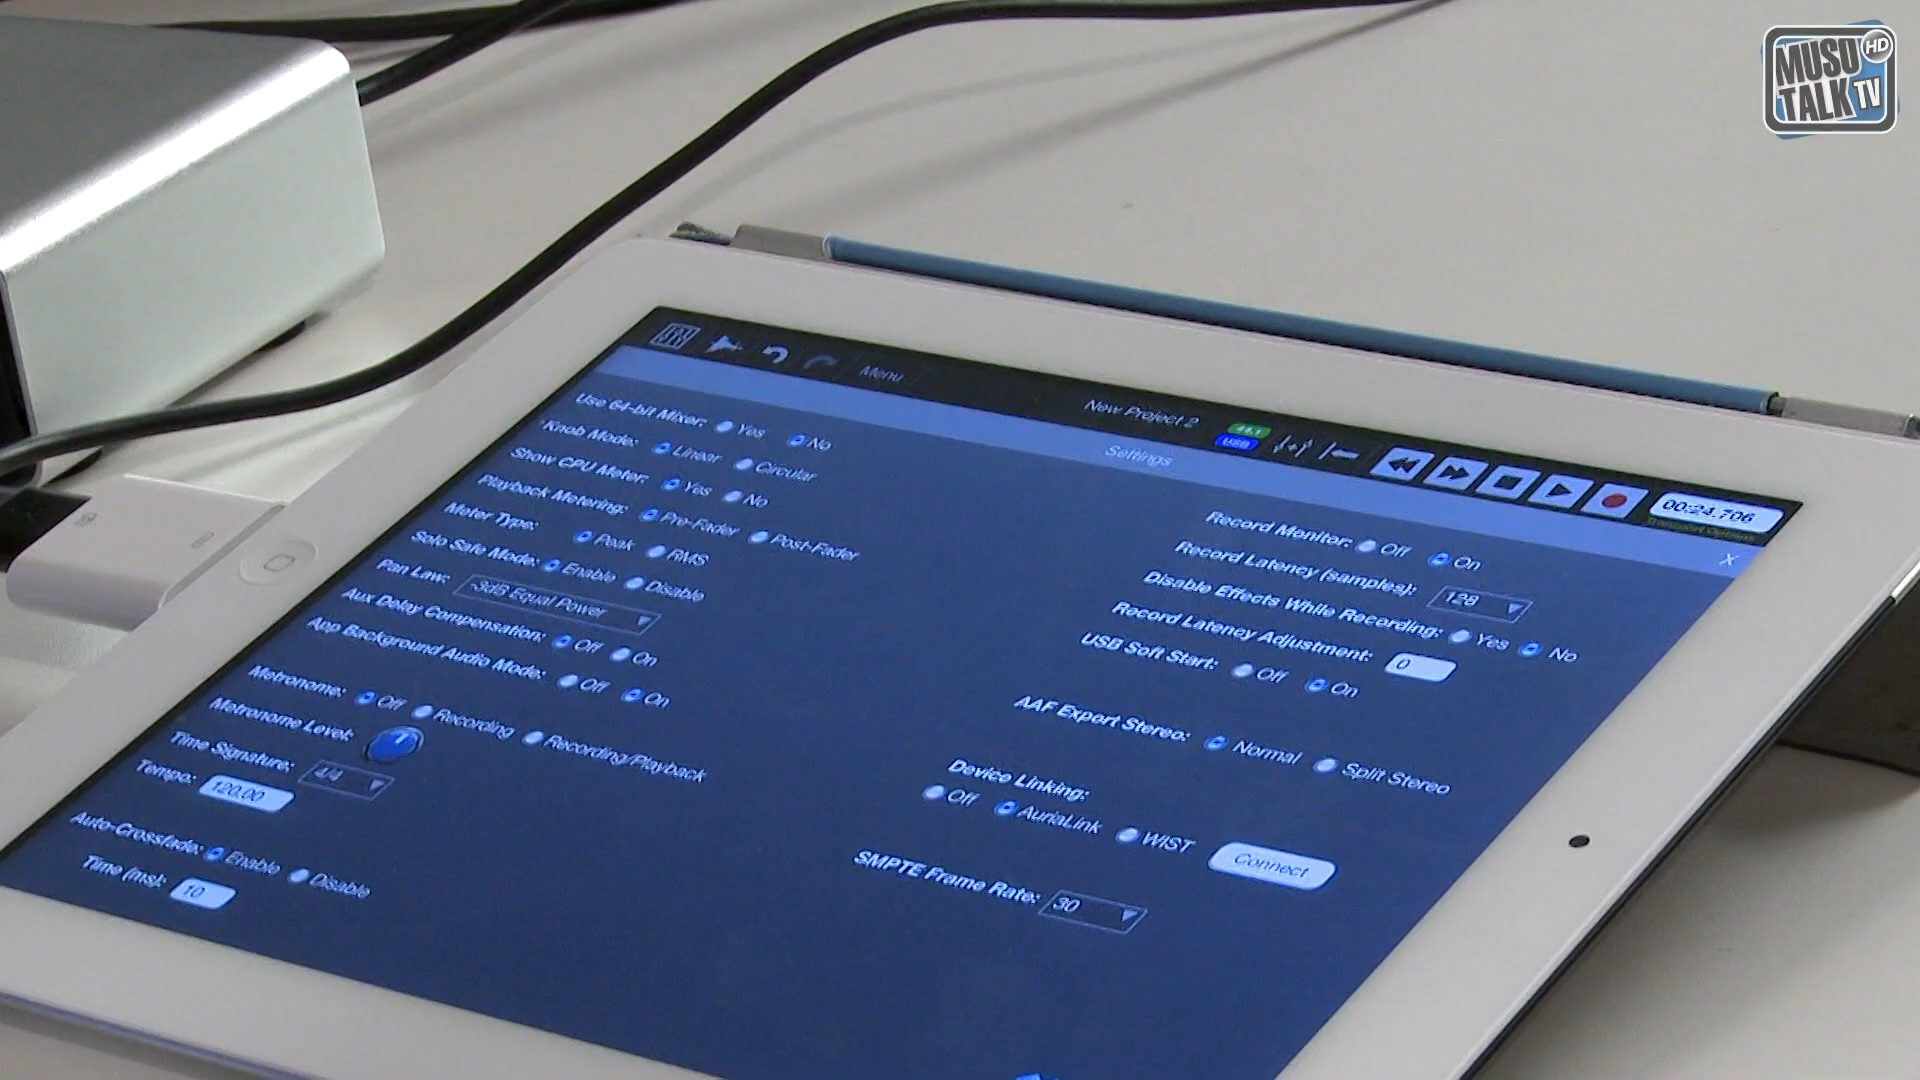 MUSO HD
TALK TV
Menu
New Project 2
44.1
USB
00:24.706
Settings
X
Use 64-bit Mixer: Yes No
Knob Mode: Linear Circular
Show CPU Meter: Yes No
Playback Metering: Pre-Fader Post-Fader
Meter Type: Peak RMS
Solo Safe Mode: Enable Disable
Pan Law: -3dB Equal Power
Aux Delay Compensation: Off On
App Background Audio Mode: Off On
Metronome: Off Recording Recording/Playback
Metronome Level:
Time Signature: 4/4
Tempo: 120.00
Auto-Crossfade: Enable Disable
Time (ms): 10
Record Monitor: Off On
Record Latency (samples): 128
Disable Effects While Recording: Yes No
Record Latency Adjustment: 0
USB Soft Start: Off On
AAF Export Stereo: Normal Split Stereo
Device Linking:
Off AuriaLink WIST Connect
SMPTE Frame Rate: 30